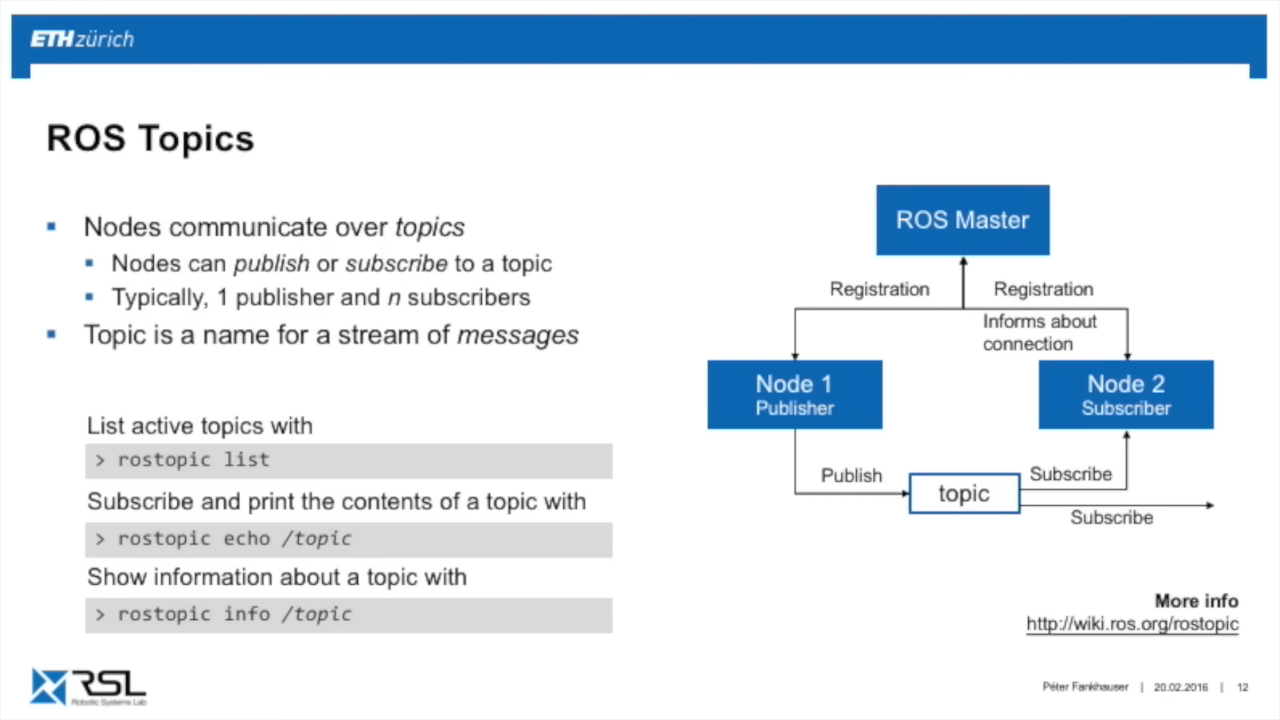 ETHzürich
ROS Topics
▪ Nodes communicate over topics
▪ Nodes can publish or subscribe to a topic
▪ Typically, 1 publisher and n subscribers
▪ Topic is a name for a stream of messages
List active topics with
> rostopic list
Subscribe and print the contents of a topic with
> rostopic echo /topic
Show information about a topic with
> rostopic info /topic
ROS Master
Registration
Registration
Informs about
connection
Node 1
Publisher
Node 2
Subscriber
Publish
topic
Subscribe
Subscribe
More info
http://wiki.ros.org/rostopic
RSL
Robotic Systems Lab
Péter Fankhauser | 20.02.2016 | 12